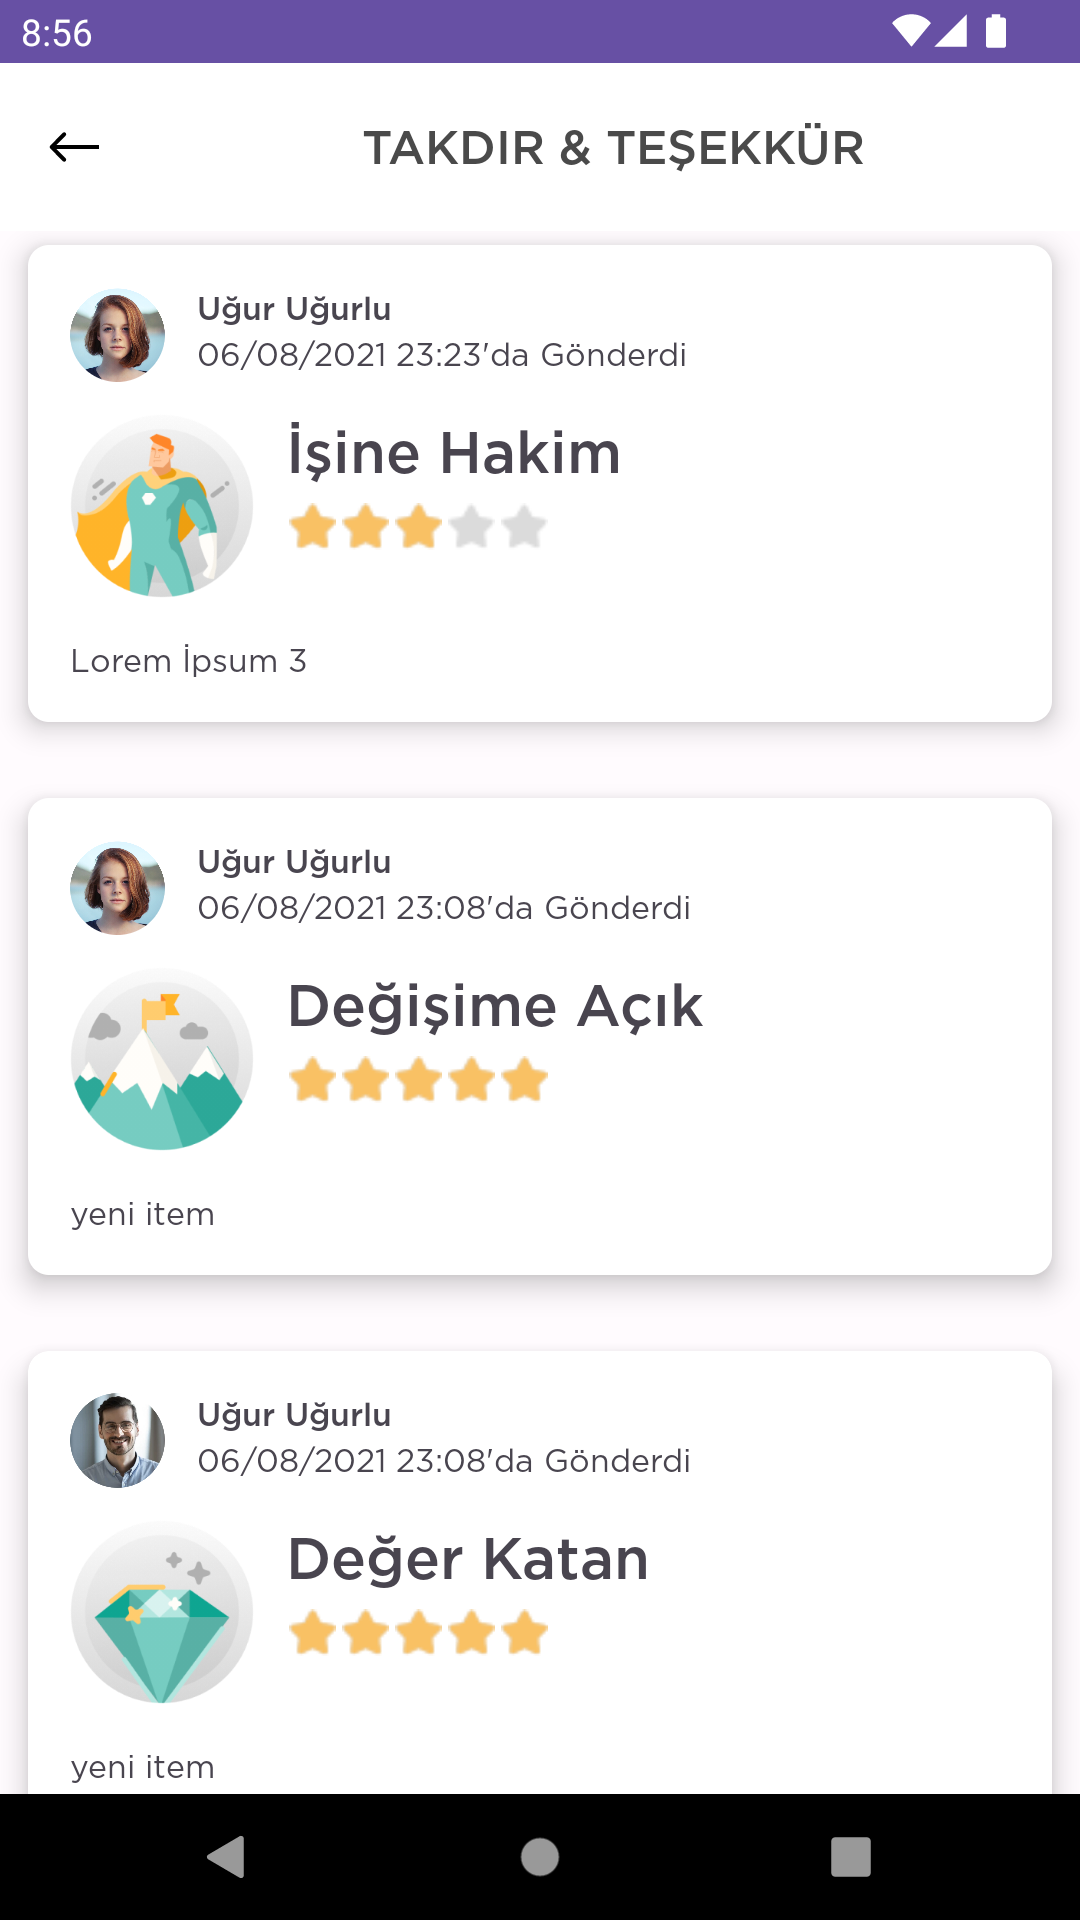 8:56
TAKDIR & TEŞEKKÜR
Uğur Uğurlu
06/08/2021 23:23'da Gönderdi
İşine Hakim
Lorem İpsum 3
Uğur Uğurlu
06/08/2021 23:08'da Gönderdi
Değişime Açık
yeni item
Uğur Uğurlu
06/08/2021 23:08'da Gönderdi
Değer Katan
yeni item